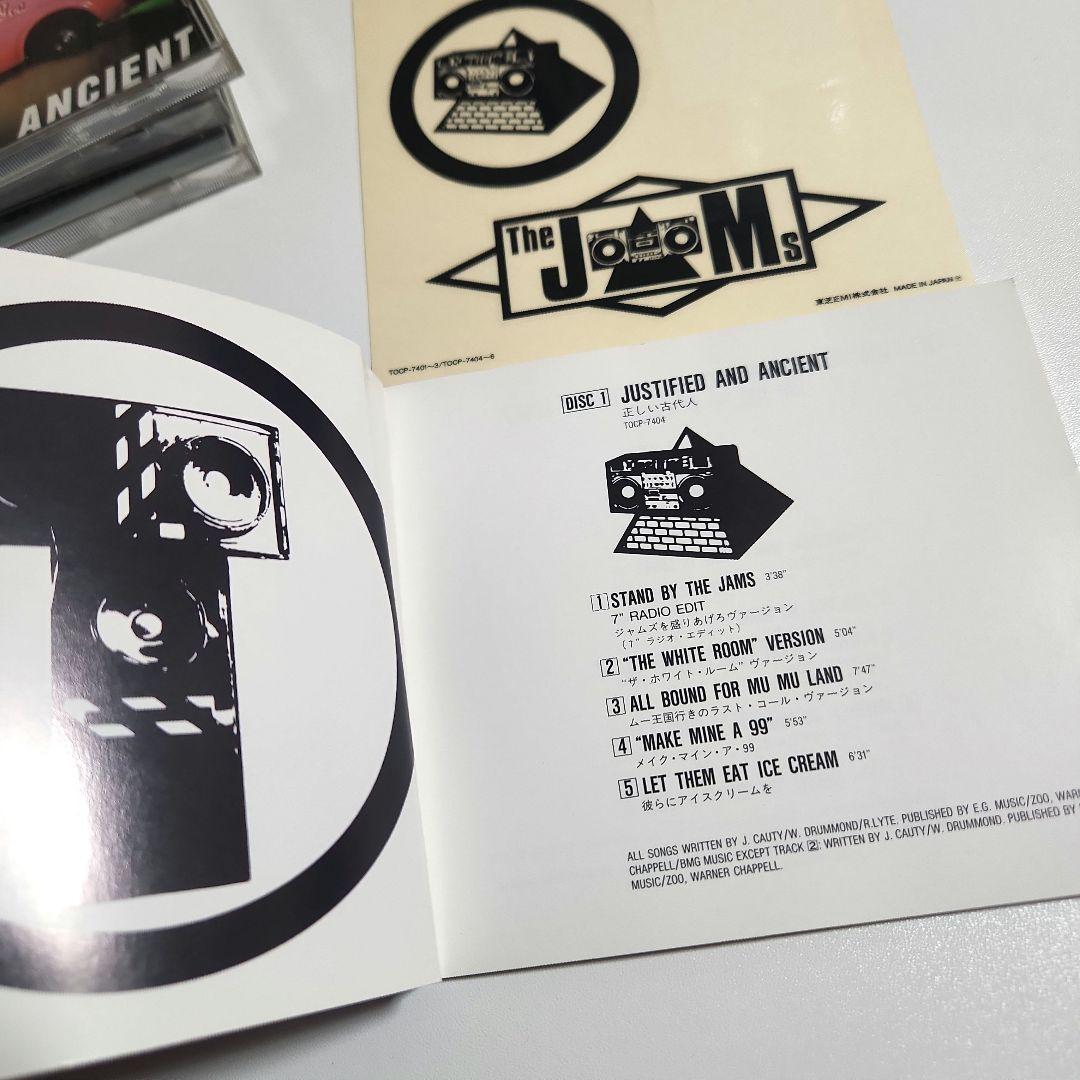 ANCIENT
The JAMs
東芝EMI株式会社 MADE IN JAPAN
TOCP-7401〜3/TOCP-7404〜6
DISC 1 JUSTIFIED AND ANCIENT
正しい古代人
TOCP-7404
1 STAND BY THE JAMS 3'38"
7" RADIO EDIT
ジャムズを盛りあげろヴァージョン
(7" ラジオ・エディット)
2 "THE WHITE ROOM" VERSION 5'04"
"ザ・ホワイト・ルーム" ヴァージョン
3 ALL BOUND FOR MU MU LAND 7'47"
ムー王国行きのラスト・コール・ヴァージョン
4 "MAKE MINE A 99" 5'53"
メイク・マイン・ア・99
5 LET THEM EAT ICE CREAM 6'31"
彼らにアイスクリームを
ALL SONGS WRITTEN BY J. CAUTY/W. DRUMMOND/R.LYTE. PUBLISHED BY E.G. MUSIC/ZOO, WARNE
CHAPPELL/BMG MUSIC EXCEPT TRACK 2: WRITTEN BY J. CAUTY/W. DRUMMOND. PUBLISHED BY
MUSIC/ZOO, WARNER CHAPPELL.